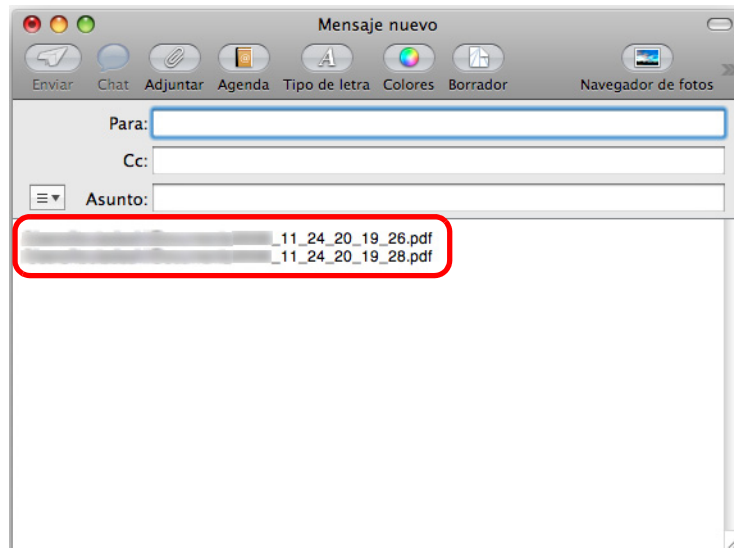 Mensaje nuevo
Enviar Chat Adjuntar Agenda Tipo de letra Colores Borrador Navegador de fotos
Para:
Cc:
Asunto:
_11_24_20_19_26.pdf
_11_24_20_19_28.pdf